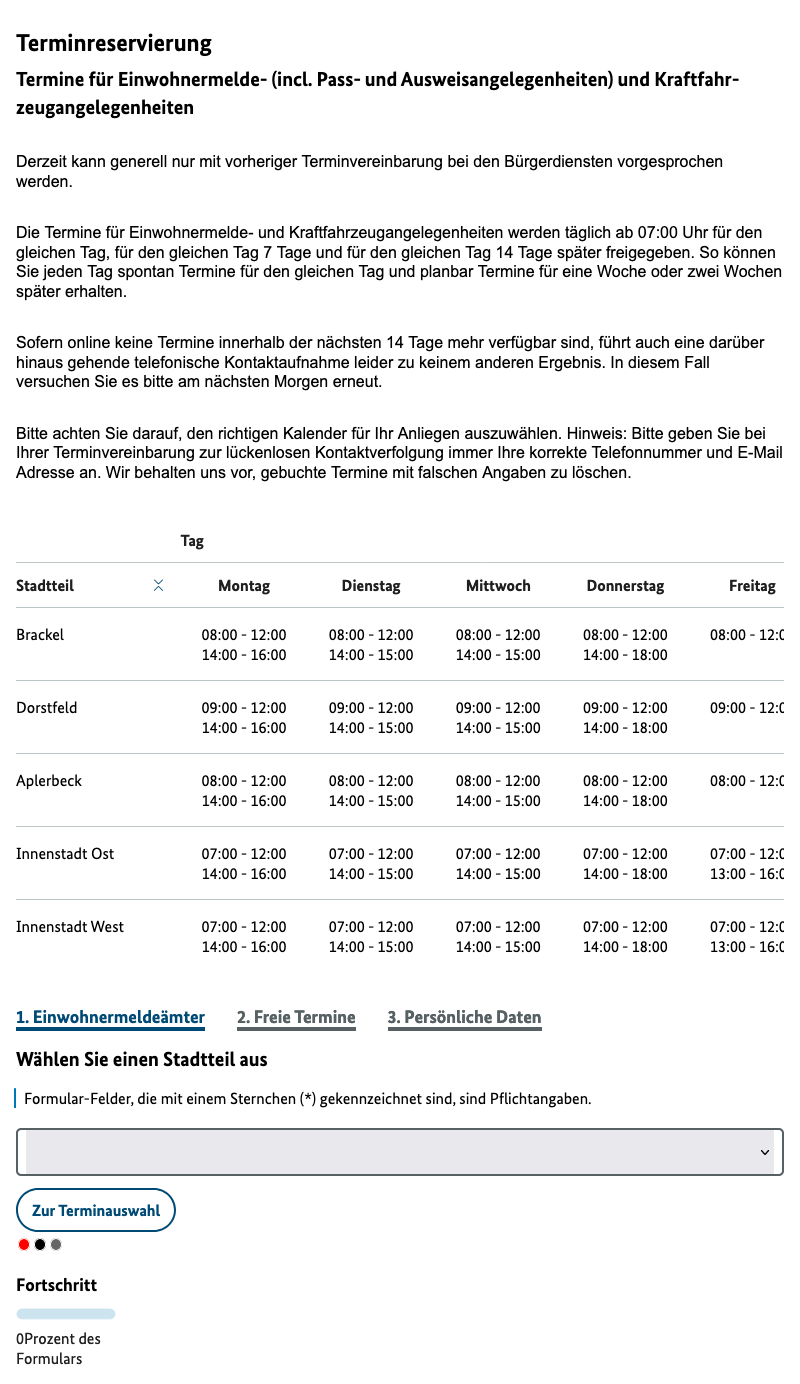 Terminreservierung
Termine für Einwohnermelde- (incl. Pass- und Ausweisangelegenheiten) und Kraftfahr-
zeugangelegenheiten
Derzeit kann generell nur mit vorheriger Terminvereinbarung bei den Bürgerdiensten vorgesprochen
werden.
Die Termine für Einwohnermelde- und Kraftfahrzeugangelegenheiten werden täglich ab 07:00 Uhr für den
gleichen Tag, für den gleichen Tag 7 Tage und für den gleichen Tag 14 Tage später freigegeben. So können
Sie jeden Tag spontan Termine für den gleichen Tag und planbar Termine für eine Woche oder zwei Wochen
später erhalten.
Sofern online keine Termine innerhalb der nächsten 14 Tage mehr verfügbar sind, führt auch eine darüber
hinaus gehende telefonische Kontaktaufnahme leider zu keinem anderen Ergebnis. In diesem Fall
versuchen Sie es bitte am nächsten Morgen erneut.
Bitte achten Sie darauf, den richtigen Kalender für Ihr Anliegen auszuwählen. Hinweis: Bitte geben Sie bei
Ihrer Terminvereinbarung zur lückenlosen Kontaktverfolgung immer Ihre korrekte Telefonnummer und E-Mail
Adresse an. Wir behalten uns vor, gebuchte Termine mit falschen Angaben zu löschen.
Tag
Stadtteil Montag Dienstag Mittwoch Donnerstag Freitag
Brackel 08:00 - 12:00 08:00 - 12:00 08:00 - 12:00 08:00 - 12:00 08:00 - 12:0
14:00 - 16:00 14:00 - 15:00 14:00 - 15:00 14:00 - 18:00
Dorstfeld 09:00 - 12:00 09:00 - 12:00 09:00 - 12:00 09:00 - 12:00 09:00 - 12:0
14:00 - 16:00 14:00 - 15:00 14:00 - 15:00 14:00 - 18:00
Aplerbeck 08:00 - 12:00 08:00 - 12:00 08:00 - 12:00 08:00 - 12:00 08:00 - 12:0
14:00 - 16:00 14:00 - 15:00 14:00 - 15:00 14:00 - 18:00
Innenstadt Ost 07:00 - 12:00 07:00 - 12:00 07:00 - 12:00 07:00 - 12:00 07:00 - 12:0
14:00 - 16:00 14:00 - 15:00 14:00 - 15:00 14:00 - 18:00 13:00 - 16:0
Innenstadt West 07:00 - 12:00 07:00 - 12:00 07:00 - 12:00 07:00 - 12:00 07:00 - 12:0
14:00 - 16:00 14:00 - 15:00 14:00 - 15:00 14:00 - 18:00 13:00 - 16:0
1. Einwohnermeldeämter 2. Freie Termine 3. Persönliche Daten
Wählen Sie einen Stadtteil aus
Formular-Felder, die mit einem Sternchen (*) gekennzeichnet sind, sind Pflichtangaben.
Zur Terminauswahl
Fortschritt
0Prozent des
Formulars